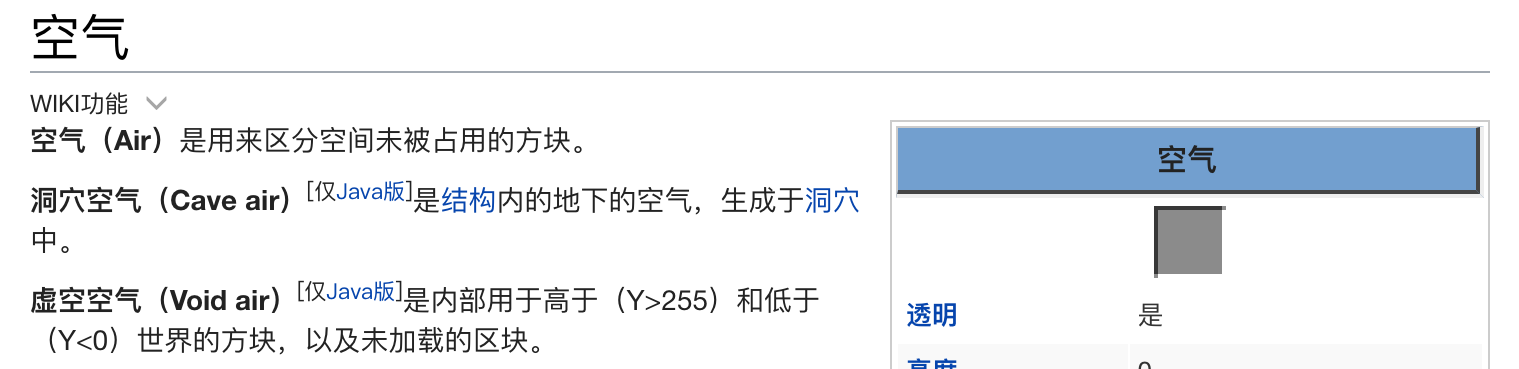 空气
WIKI功能
空气（Air）是用来区分空间未被占用的方块。
洞穴空气（Cave air）[仅Java版]是结构内的地下的空气，生成于洞穴
中。
虚空空气（Void air）[仅Java版]是内部用于高于（Y>255）和低于
（Y<0）世界的方块，以及未加载的区块。
空气
透明 是